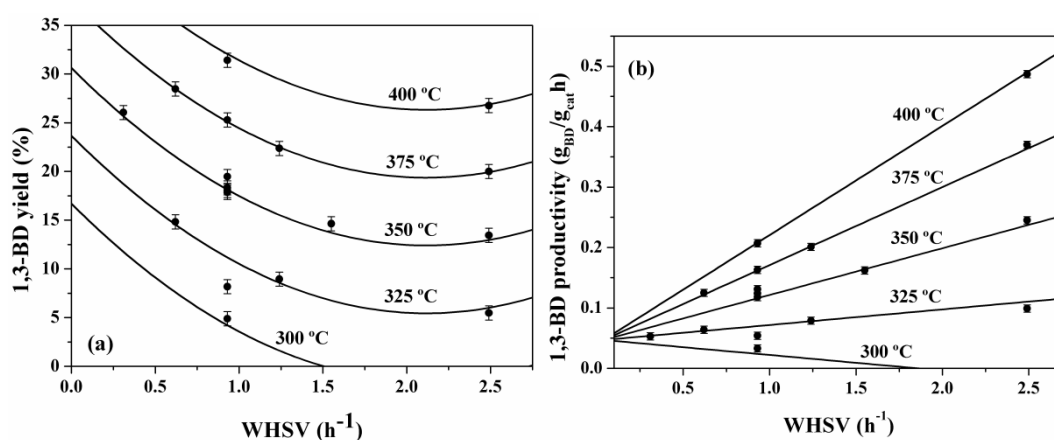 35
30
25
20
15
10
5
0
1,3-BD yield (%)
400 ºC
375 ºC
350 ºC
325 ºC
300 ºC
(a)
0.0 0.5 1.0 1.5 2.0 2.5
WHSV (h-1)
0.5
0.4
0.3
0.2
0.1
0.0
1,3-BD productivity (gBD/gcath)
(b)
400 ºC
375 ºC
350 ºC
325 ºC
300 ºC
0.5 1.0 1.5 2.0 2.5
WHSV (h-1)